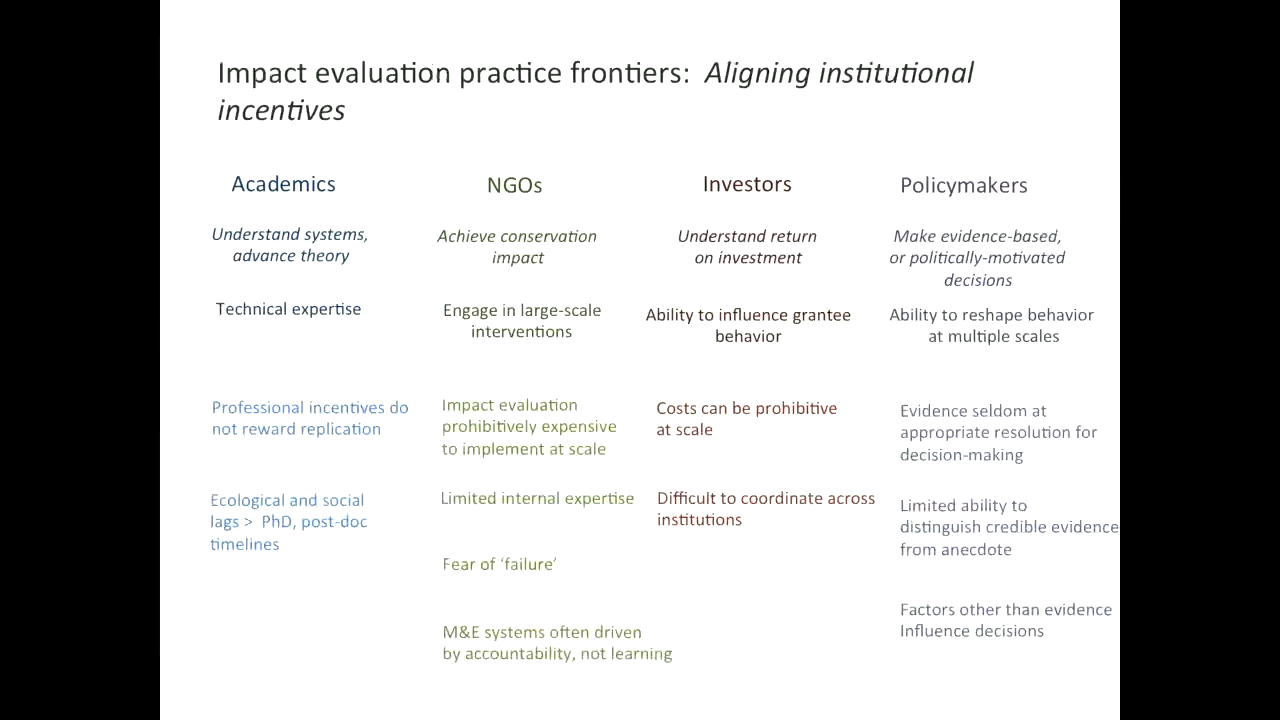 Impact evaluation practice frontiers: Aligning institutional
incentives
Academics
NGOs
Investors
Policymakers
Understand systems,
advance theory
Achieve conservation
impact
Understand return
on investment
Make evidence-based,
or politically-motivated
decisions
Technical expertise
Engage in large-scale
interventions
Ability to influence grantee
behavior
Ability to reshape behavior
at multiple scales
Professional incentives do
not reward replication
Impact evaluation
prohibitively expensive
to implement at scale
Costs can be prohibitive
at scale
Evidence seldom at
appropriate resolution for
decision-making
Ecological and social
lags > PhD, post-doc
timelines
Limited internal expertise
Difficult to coordinate across
institutions
Limited ability to
distinguish credible evidence
from anecdote
Fear of ‘failure’
Factors other than evidence
Influence decisions
M&E systems often driven
by accountability, not learning